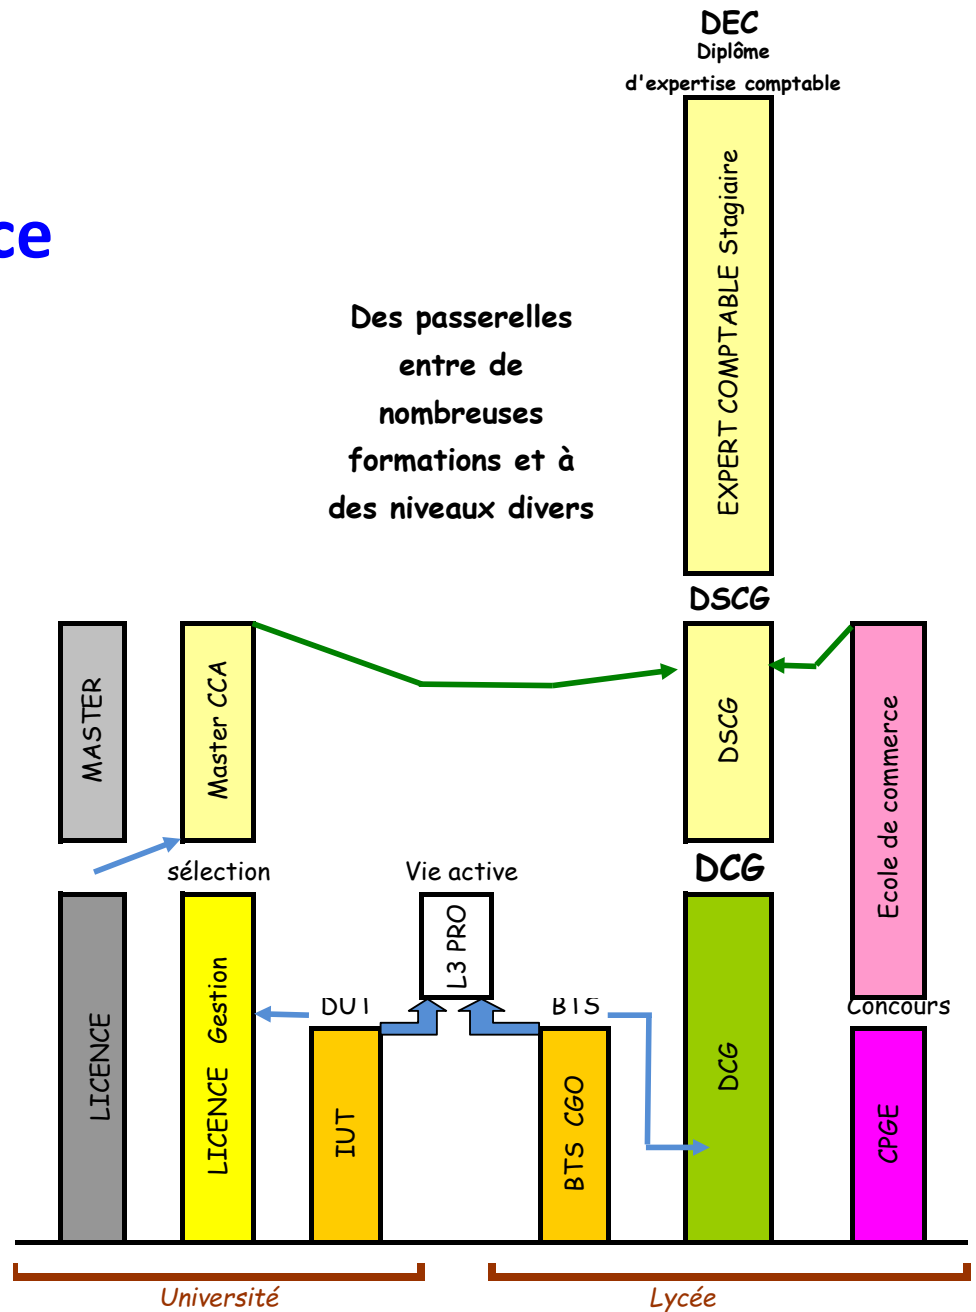 DEC
Diplôme
d'expertise comptable
EXPERT COMPTABLE Stagiaire
ce
Des passerelles
entre de
nombreuses
formations et à
des niveaux divers
DSCG
MASTER
Master CCA
DSCG
Ecole de commerce
sélection
Vie active
DCG
LICENCE
LICENCE Gestion
L3 PRO
DUT
BTS
Concours
IUT
BTS CGO
DCG
CPGE
Université
Lycée